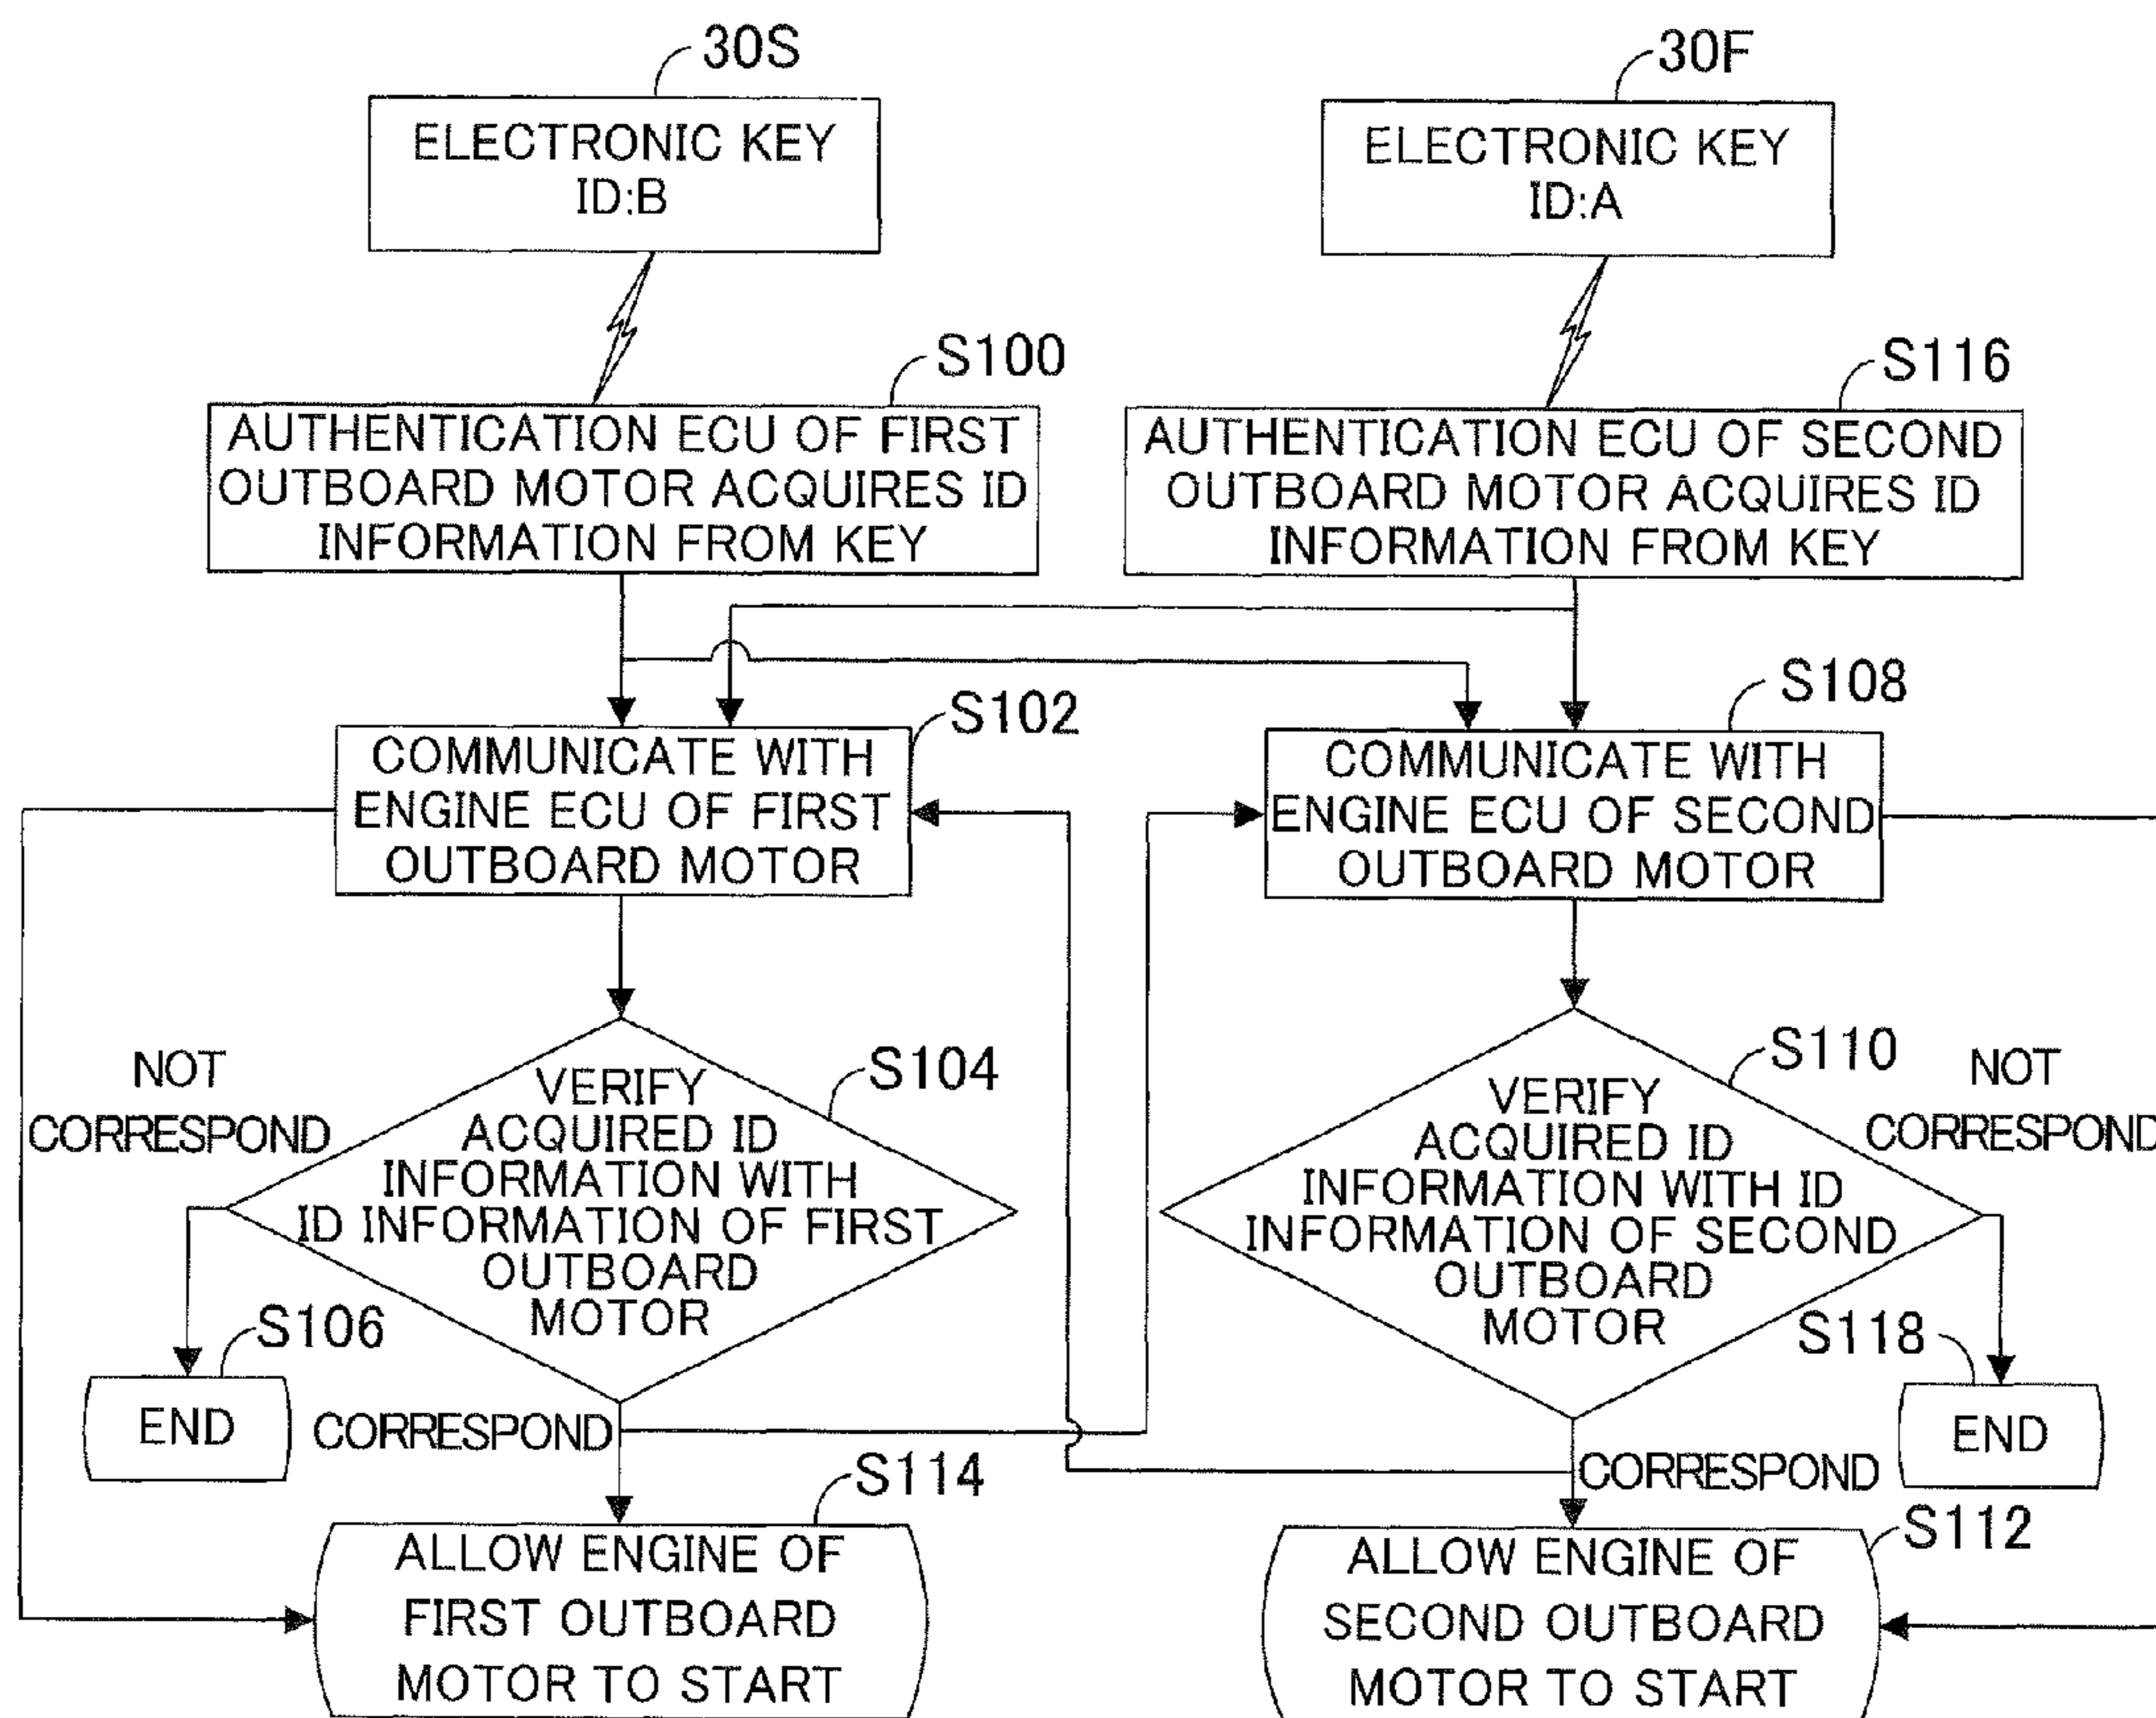 30S
ELECTRONIC KEY
ID:B
30F
ELECTRONIC KEY
ID:A
S100
AUTHENTICATION ECU OF FIRST
OUTBOARD MOTOR ACQUIRES ID
INFORMATION FROM KEY
S116
AUTHENTICATION ECU OF SECOND
OUTBOARD MOTOR ACQUIRES ID
INFORMATION FROM KEY
S102
COMMUNICATE WITH
ENGINE ECU OF FIRST
OUTBOARD MOTOR
S108
COMMUNICATE WITH
ENGINE ECU OF SECOND
OUTBOARD MOTOR
NOT
CORRESPOND
S104
VERIFY
ACQUIRED ID
INFORMATION WITH
ID INFORMATION OF FIRST
OUTBOARD
MOTOR
S110
VERIFY
ACQUIRED ID
INFORMATION WITH ID
INFORMATION OF SECOND
OUTBOARD
MOTOR
NOT
CORRESPOND
S106
END
CORRESPOND
S118
END
CORRESPOND
S114
ALLOW ENGINE OF
FIRST OUTBOARD
MOTOR TO START
S112
ALLOW ENGINE OF
SECOND OUTBOARD
MOTOR TO START